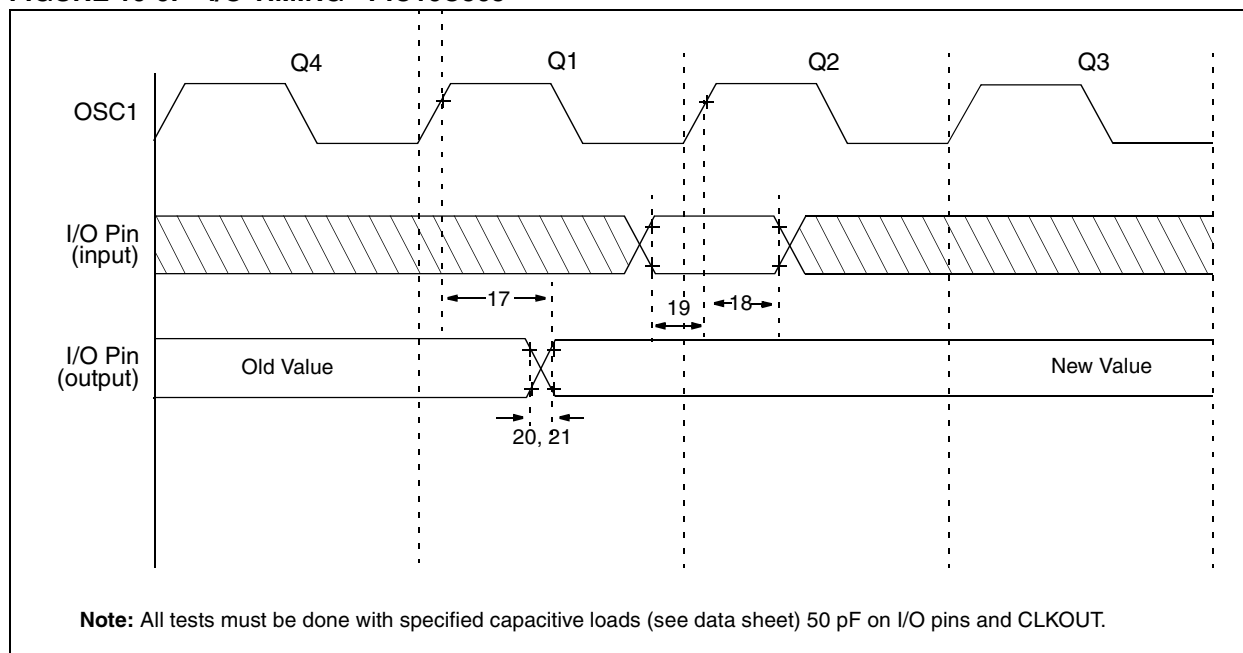 Q4 Q1 Q2 Q3
OSC1
I/O Pin
(input)
17 19 18
I/O Pin
(output)
Old Value New Value
20, 21
Note: All tests must be done with specified capacitive loads (see data sheet) 50 pF on I/O pins and CLKOUT.